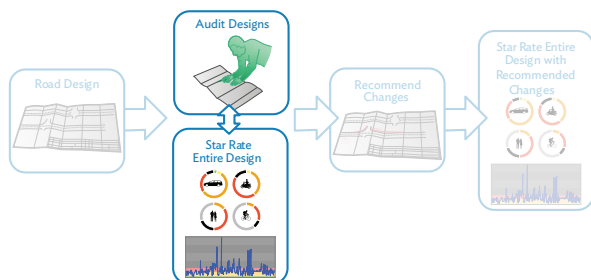 Road Design
Audit Designs
Star Rate
Entire Design
Recommend
Changes
Star Rate Entire
Design with
Recommended
Changes